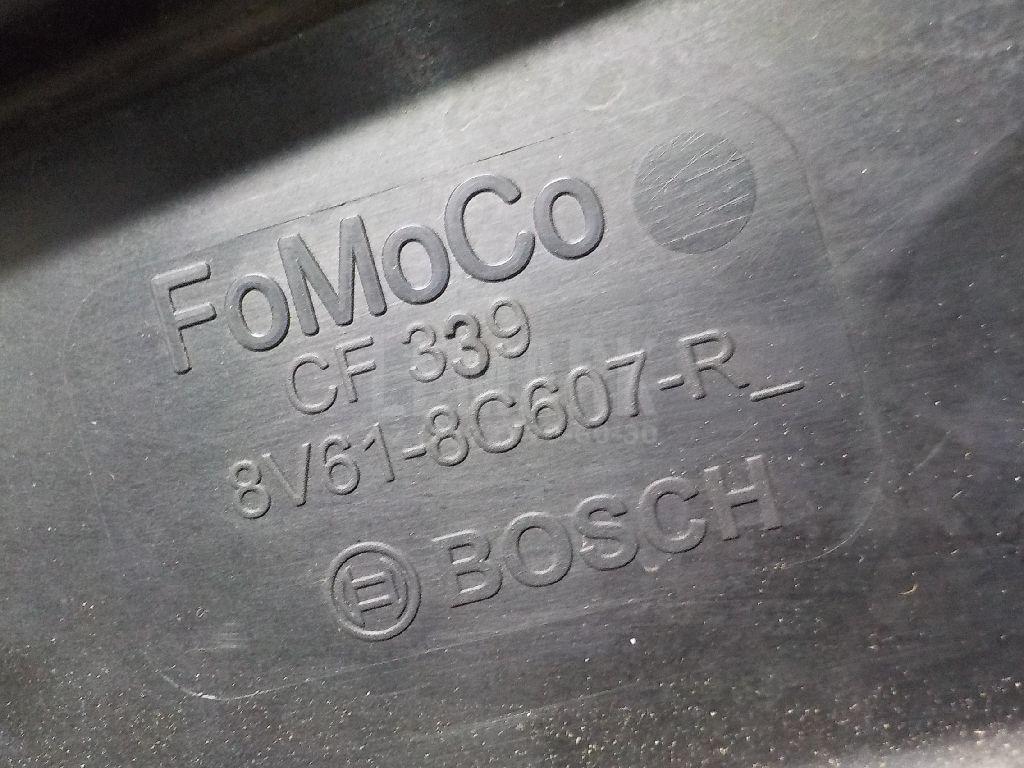 FoMoCo
CF 339
8V61-8C607-R_
BOSCH